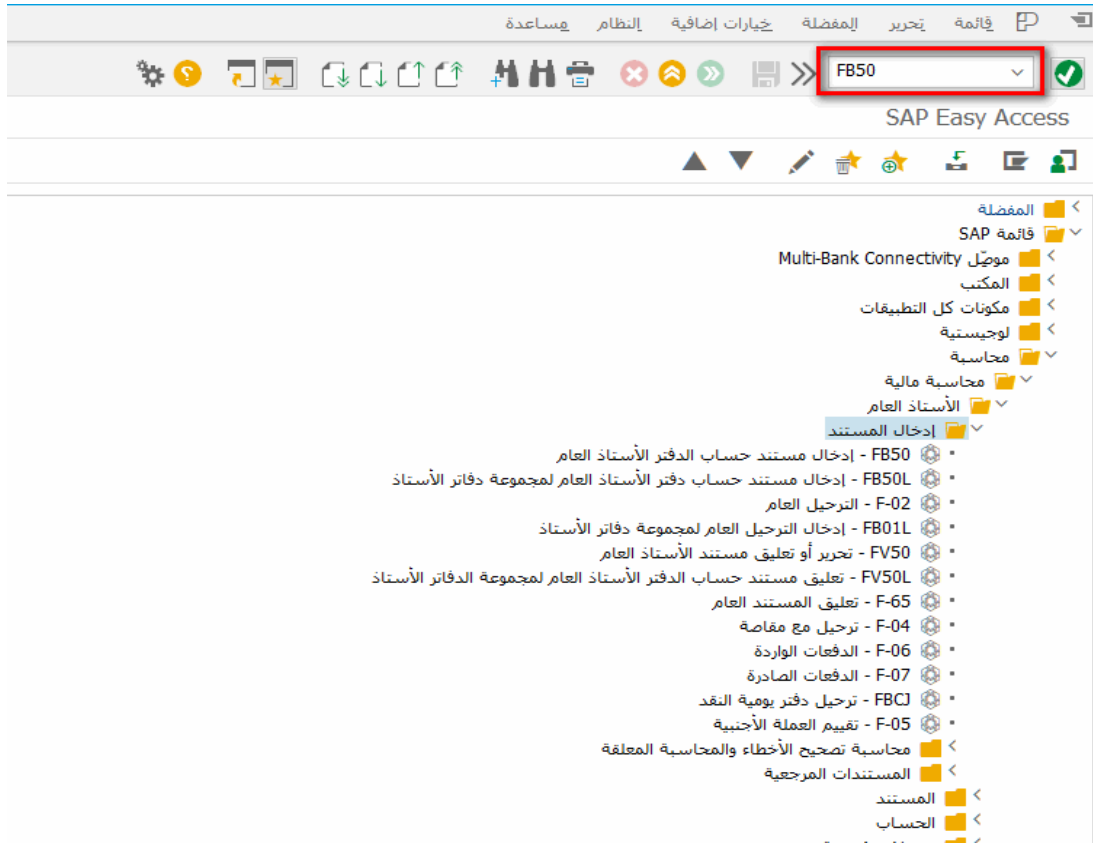 قائمة تحرير المفضلة خيارات إضافية النظام مساعدة
FB50
SAP Easy Access
المفضلة
قائمة SAP
موصّل Multi-Bank Connectivity
المكتب
مكونات كل التطبيقات
لوجيستية
محاسبة
محاسبة مالية
الأستاذ العام
إدخال المستند
FB50 - إدخال مستند حساب الدفتر الأستاذ العام
FB50L - إدخال مستند حساب دفتر الأستاذ العام لمجموعة دفاتر الأستاذ
F-02 - الترحيل العام
FB01L - إدخال الترحيل العام لمجموعة دفاتر الأستاذ
FV50 - تحرير أو تعليق مستند الأستاذ العام
FV50L - تعليق مستند حساب الدفتر الأستاذ العام لمجموعة الدفاتر الأستاذ
F-65 - تعليق المستند العام
F-04 - ترحيل مع مقاصة
F-06 - الدفعات الواردة
F-07 - الدفعات الصادرة
FBCJ - ترحيل دفتر يومية النقد
F-05 - تقييم العملة الأجنبية
محاسبة تصحيح الأخطاء والمحاسبة المعلقة
المستندات المرجعية
المستند
الحساب